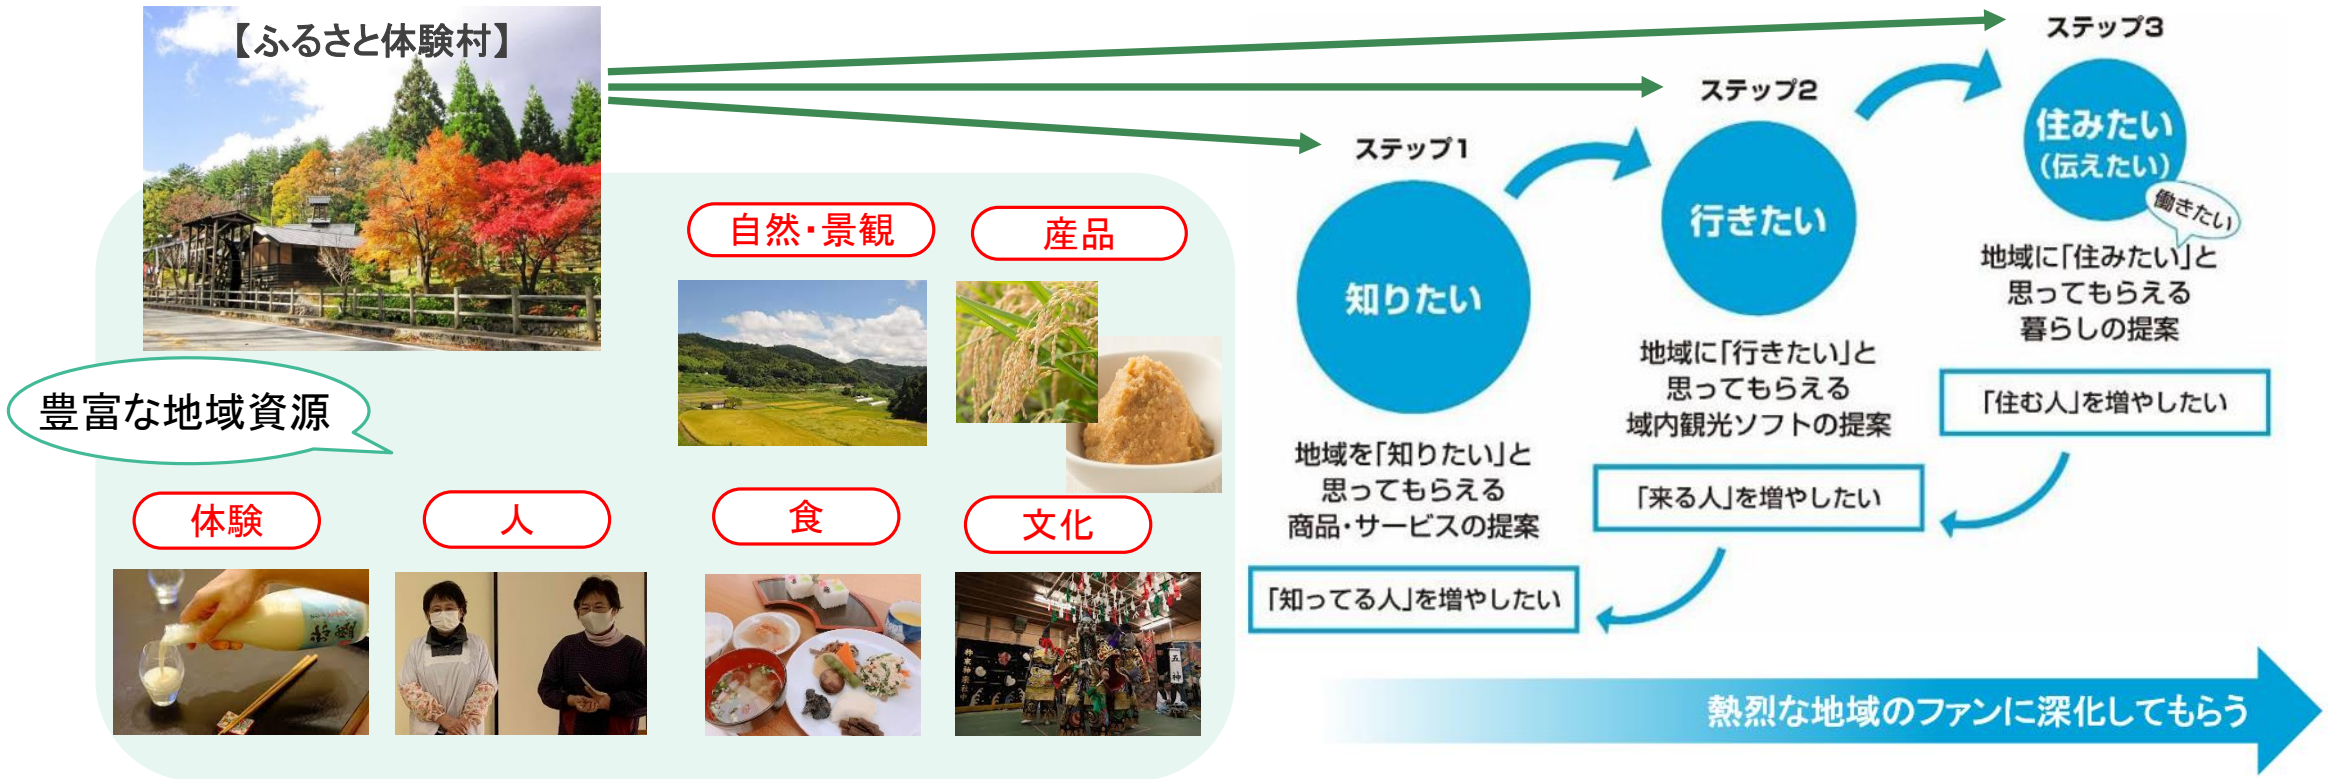 【ふるさと体験村】
豊富な地域資源
自然・景観
産品
体験
人
食
文化
五神
ステップ1
知りたい
地域を「知りたい」と
思ってもらえる
商品・サービスの提案
「知ってる人」を増やしたい
ステップ2
行きたい
地域に「行きたい」と
思ってもらえる
域内観光ソフトの提案
「来る人」を増やしたい
ステップ3
住みたい
(伝えたい)
働きたい
地域に「住みたい」と
思ってもらえる
暮らしの提案
「住む人」を増やしたい
熱烈な地域のファンに深化してもらう